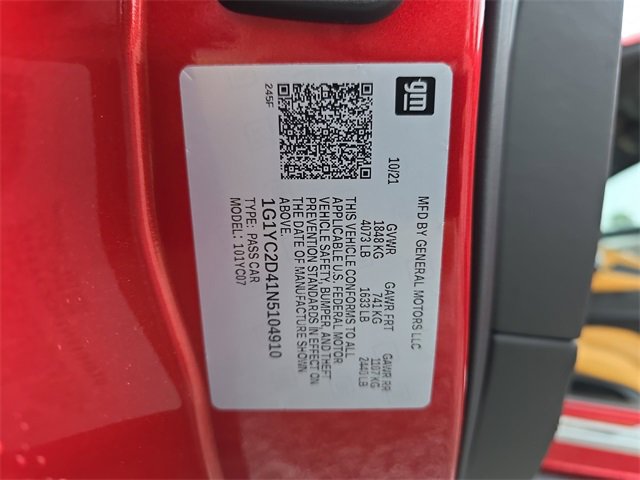 gm
MFD BY GENERAL MOTORS LLC
10/21
GVWR GAWR FRT GAWR RR
1848 KG 741 KG 1107 KG
4073 LB 1633 LB 2440 LB
THIS VEHICLE CONFORMS TO ALL
APPLICABLE U.S. FEDERAL MOTOR
VEHICLE SAFETY, BUMPER, AND THEFT
PREVENTION STANDARDS IN EFFECT ON
THE DATE OF MANUFACTURE SHOWN
ABOVE.
1G1YC2D41N5104910
TYPE: PASS CAR
MODEL: 101YC07
245F